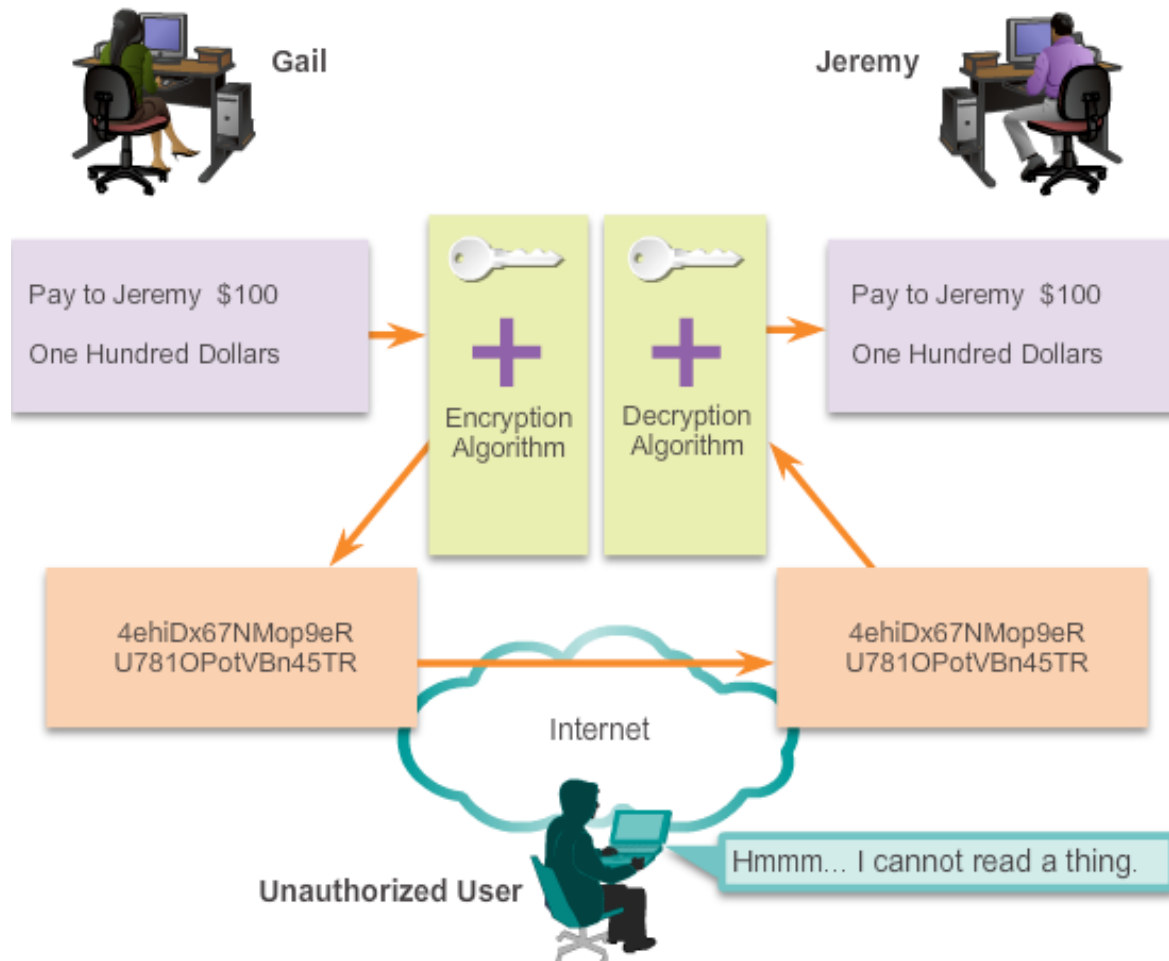 Gail
Jeremy
Pay to Jeremy $100
One Hundred Dollars
Encryption
Algorithm
Decryption
Algorithm
Pay to Jeremy $100
One Hundred Dollars
4ehiDx67NMop9eR
U781OPotVBn45TR
4ehiDx67NMop9eR
U781OPotVBn45TR
Internet
Hmmm... I cannot read a thing.
Unauthorized User